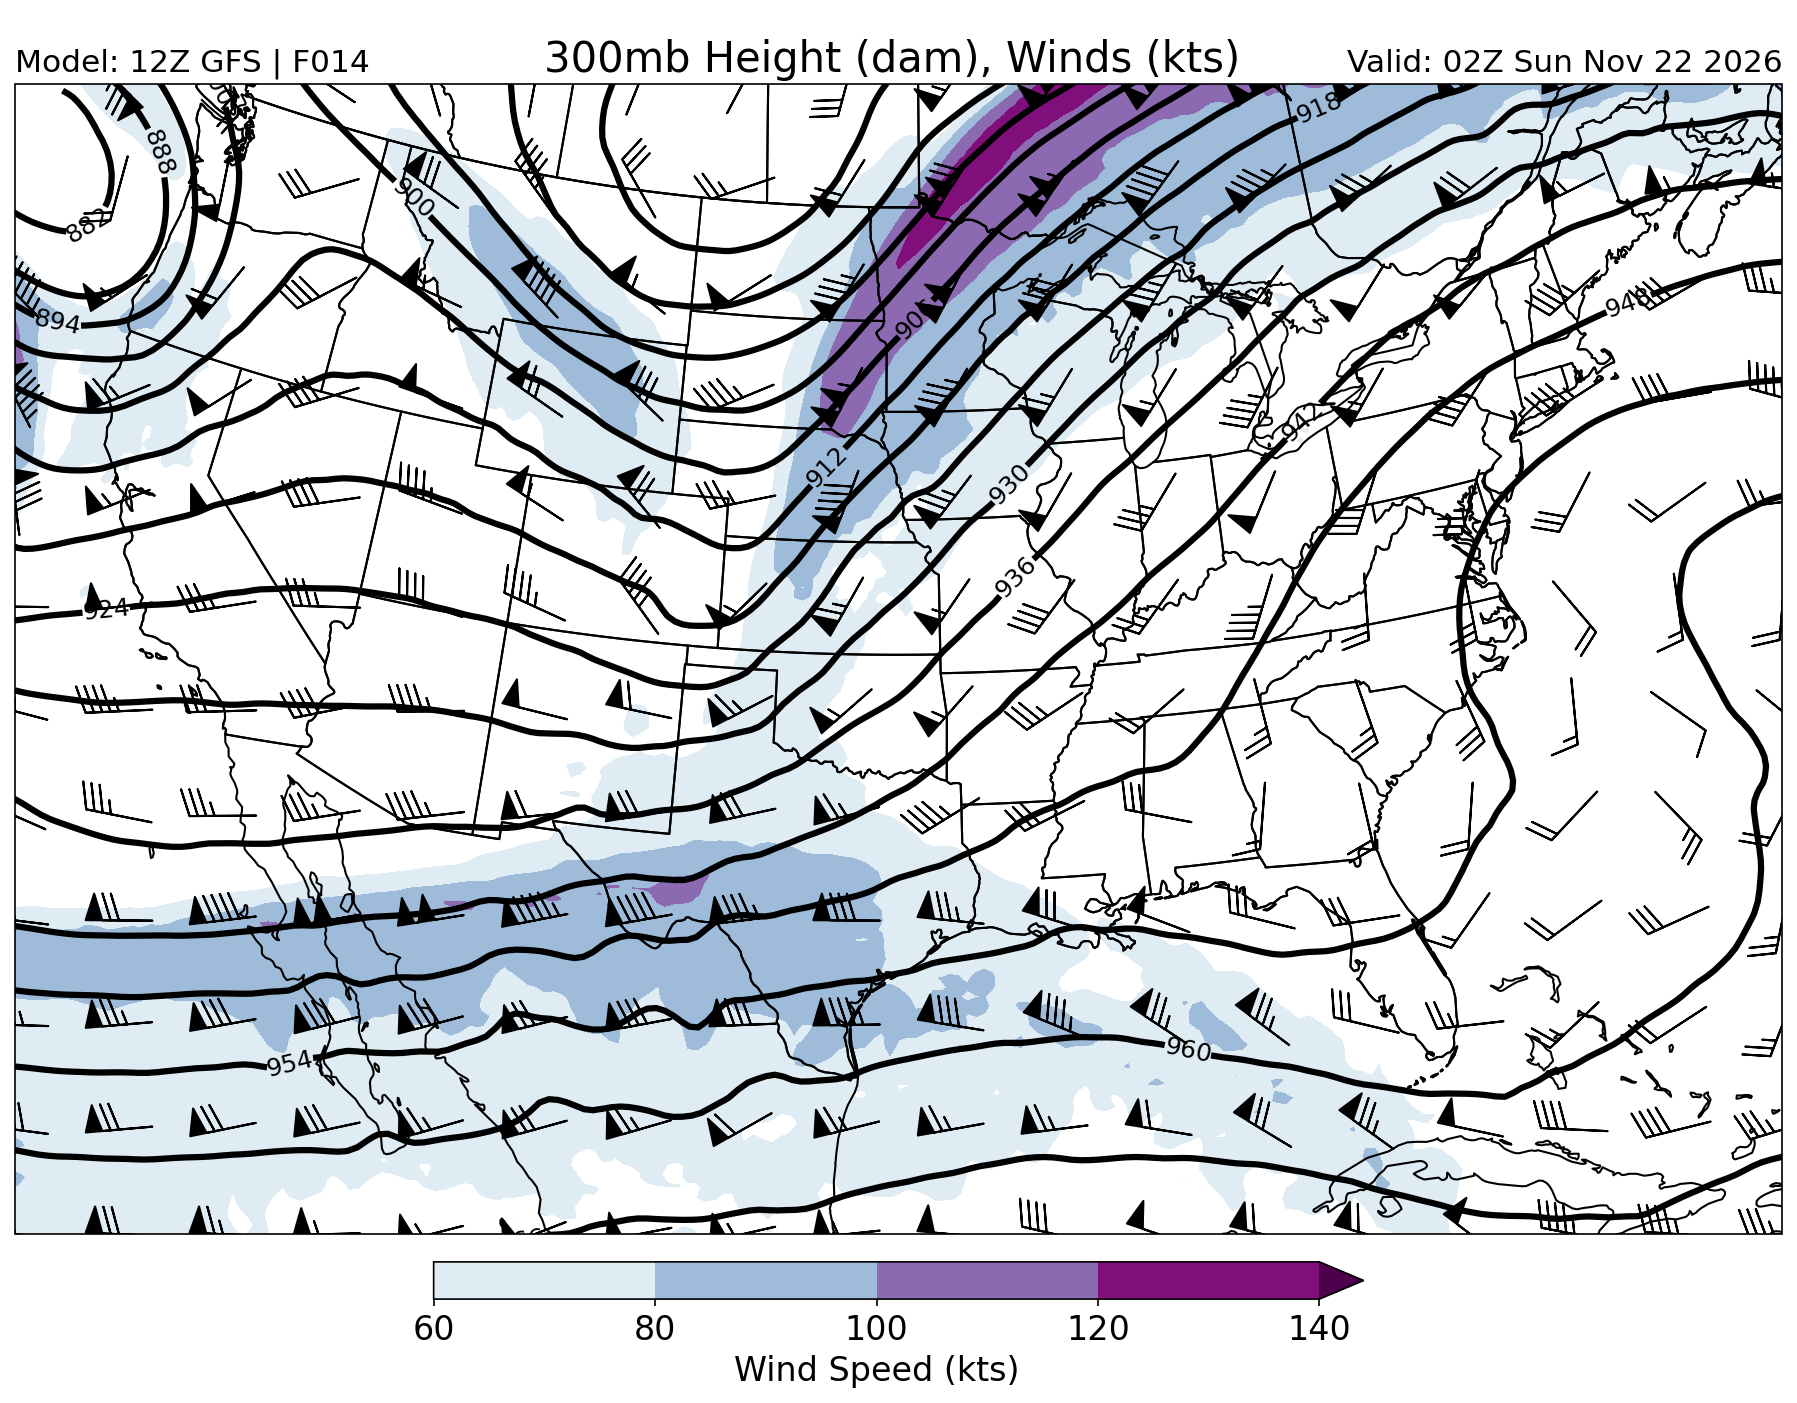 Model: 12Z GFS | F014
300mb Height (dam), Winds (kts)
Valid: 02Z Sun Nov 22 2026
918
888
900
882
894
948
942
912
930
936
924
954
960
60 80 100 120 140
Wind Speed (kts)